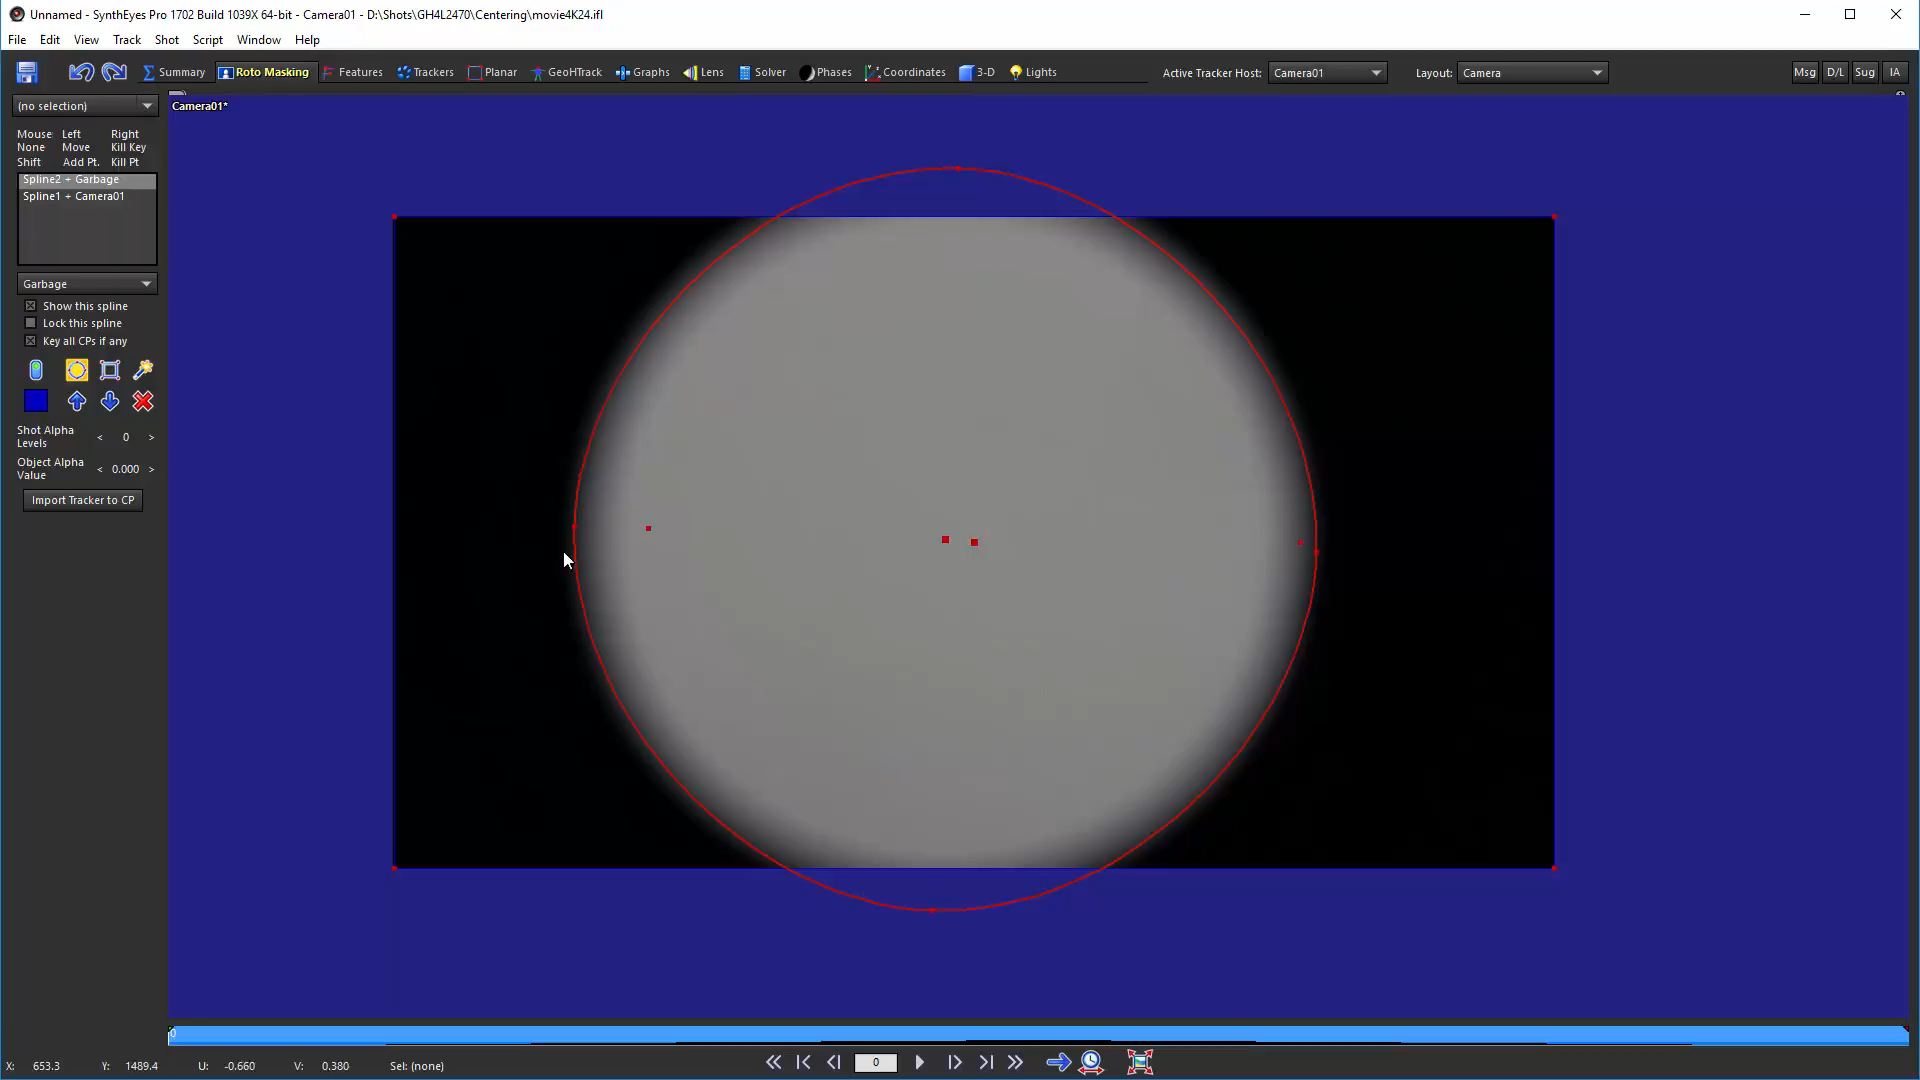 Unnamed - SynthEyes Pro 1702 Build 1039X 64-bit - Camera01 - D:\Shots\GH4L2470\Centering\movie4K24.ifl
File Edit View Track Shot Script Window Help
Summary Roto Masking Features Trackers Planar GeoHTrack Graphs Lens Solver Phases Coordinates 3-D Lights Active Tracker Host: Camera01 Layout: Camera Msg D/L Sug IA
(no selection)
Camera01*
Mouse Left Right
None Move Kill Key
Shift Add Pt. Kill Pt
Spline2 + Garbage
Spline1 + Camera01
Garbage
Show this spline
Lock this spline
Key all CPs if any
Shot Alpha
Levels < 0 >
Object Alpha
Value < 0.000 >
Import Tracker to CP
0
X: 653.3 Y: 1489.4 U: -0.660 V: 0.380 Sel: (none) 0